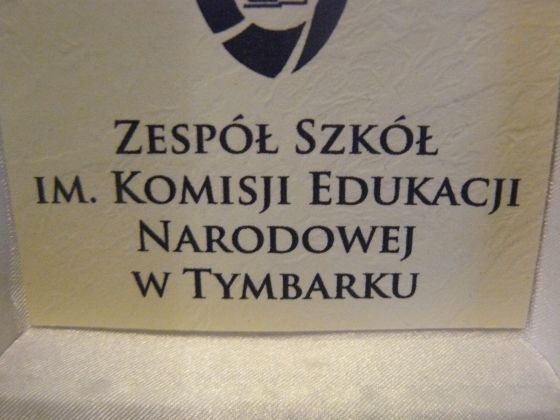 Zespół Szkół
im. Komisji Edukacji
Narodowej
w Tymbarku